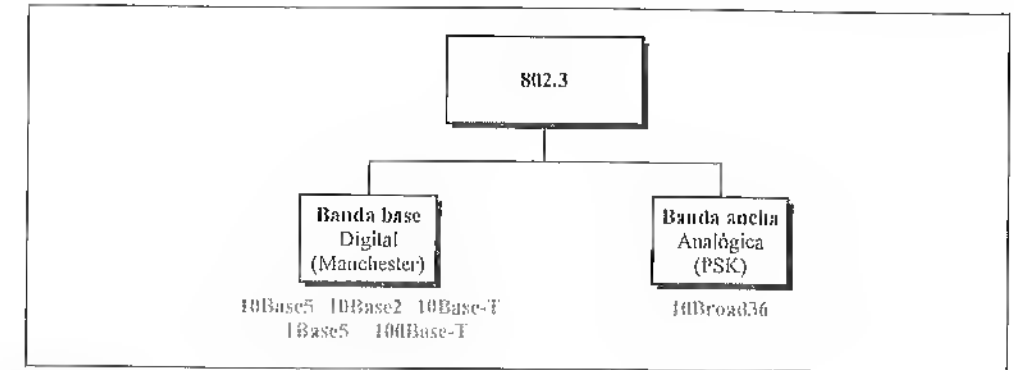 802.3
Banda base
Digital
(Manchester)
10Base5 10Base2 10Base-T
1Base5 100Base-T
Banda ancha
Analógica
(PSK)
10Broad36